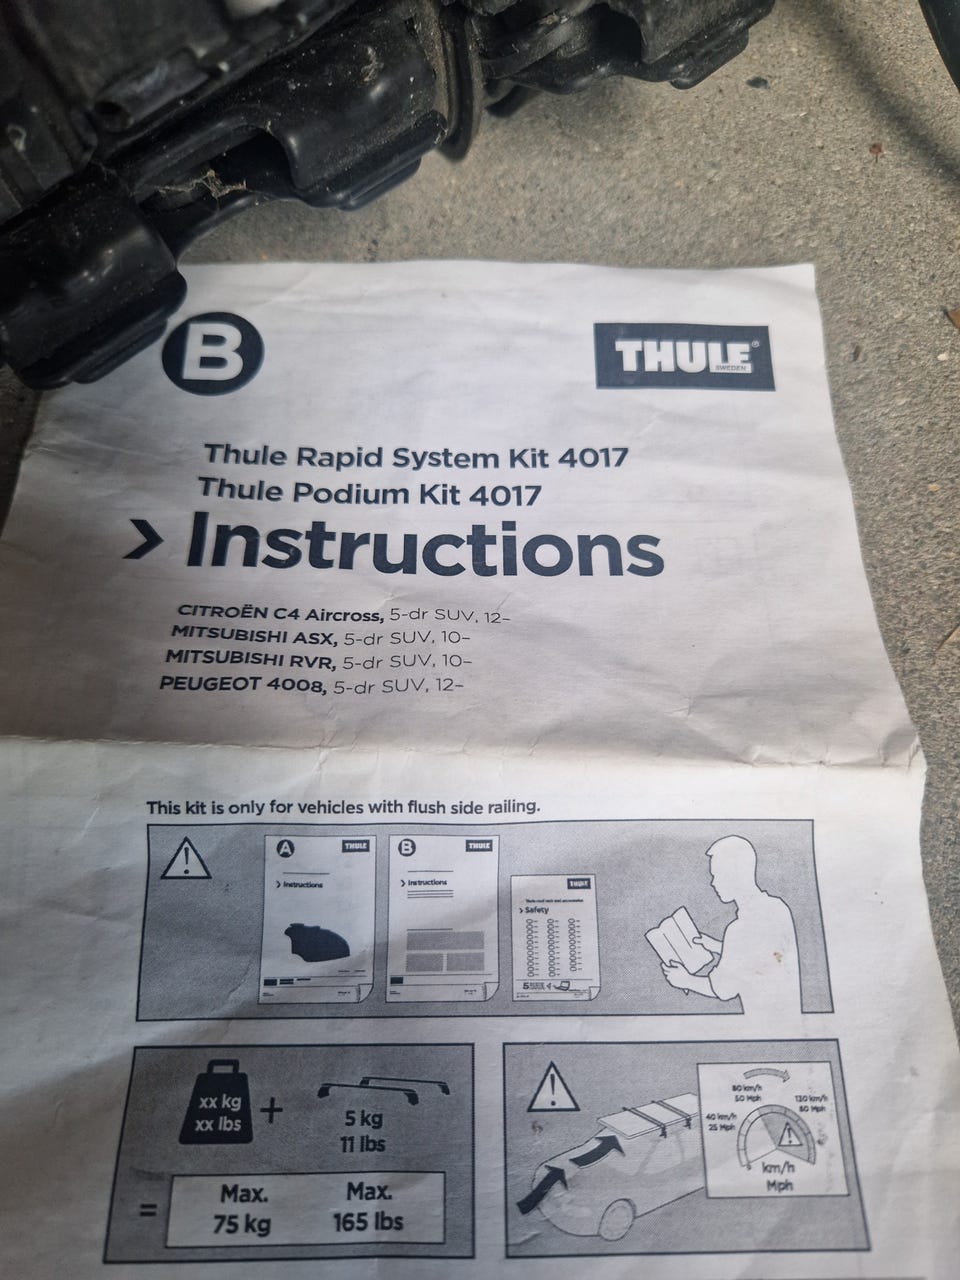 B
THULE
SWEDEN
Thule Rapid System Kit 4017
Thule Podium Kit 4017
› Instructions
CITROËN C4 Aircross, 5-dr SUV, 12–
MITSUBISHI ASX, 5-dr SUV, 10–
MITSUBISHI RVR, 5-dr SUV, 10–
PEUGEOT 4008, 5-dr SUV, 12–
This kit is only for vehicles with flush side railing.
A
THULE
› Instructions
B
THULE
› Instructions
THULE
› Safety
xx kg
xx lbs
+
5 kg
11 lbs
=
Max.
75 kg
Max.
165 lbs
40 km/h
25 Mph
80 km/h
50 Mph
130 km/h
80 Mph
km/h
Mph